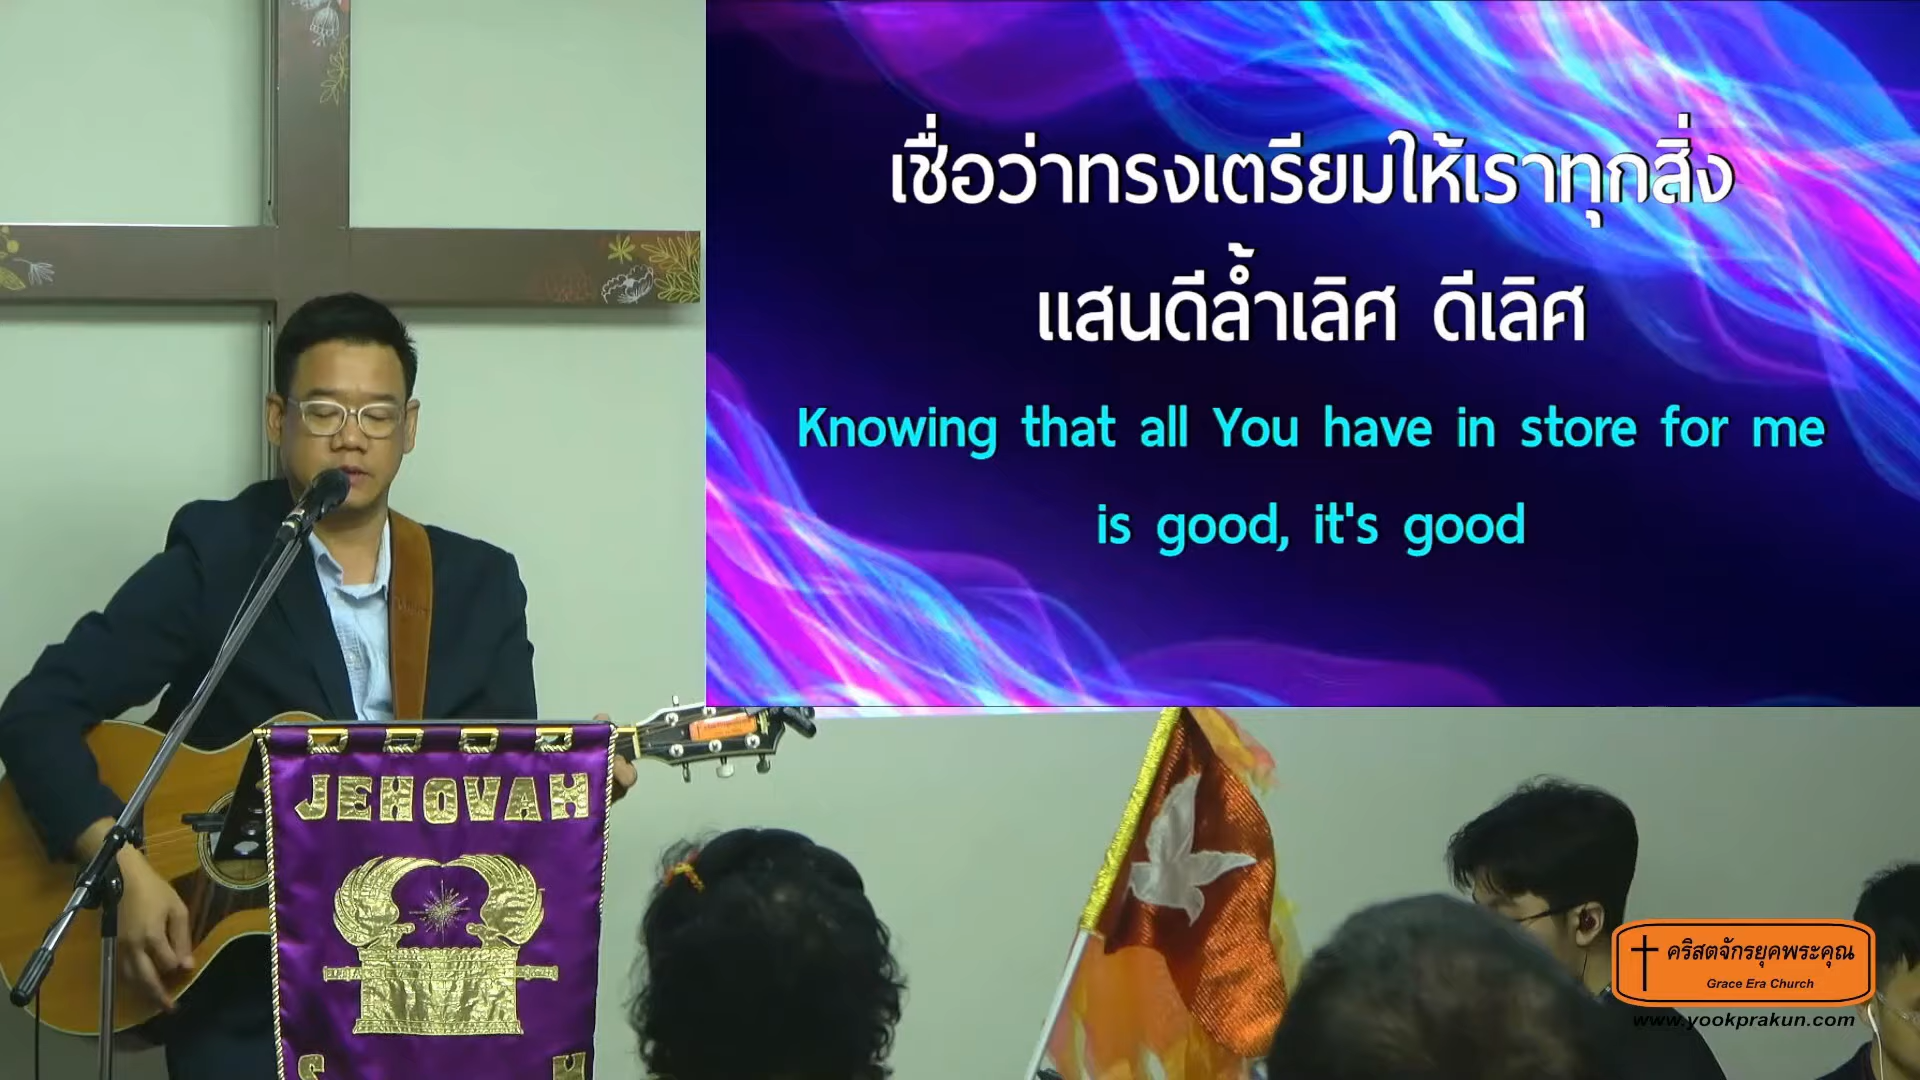 เชื่อว่าทรงเตรียมให้เราทุกสิ่ง
แสนดีล้ำเลิศ ดีเลิศ
Knowing that all You have in store for me
is good, it's good
JEHOVAH
คริสตจักรยุคพระคุณ
Grace Era Church
www.yookprakun.com